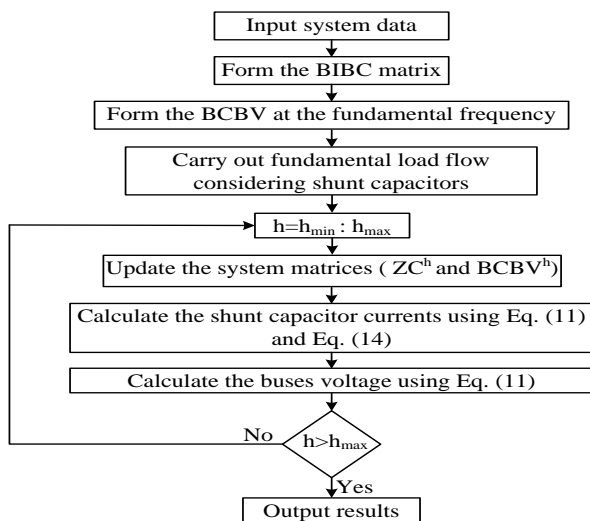 Input system data
Form the BIBC matrix
Form the BCBV at the fundamental frequency
Carry out fundamental load flow
considering shunt capacitors
h=hmin : hmax
Update the system matrices ( ZCʰ and BCBVʰ)
Calculate the shunt capacitor currents using Eq. (11)
and Eq. (14)
Calculate the buses voltage using Eq. (11)
No
h>hmax
Yes
Output results